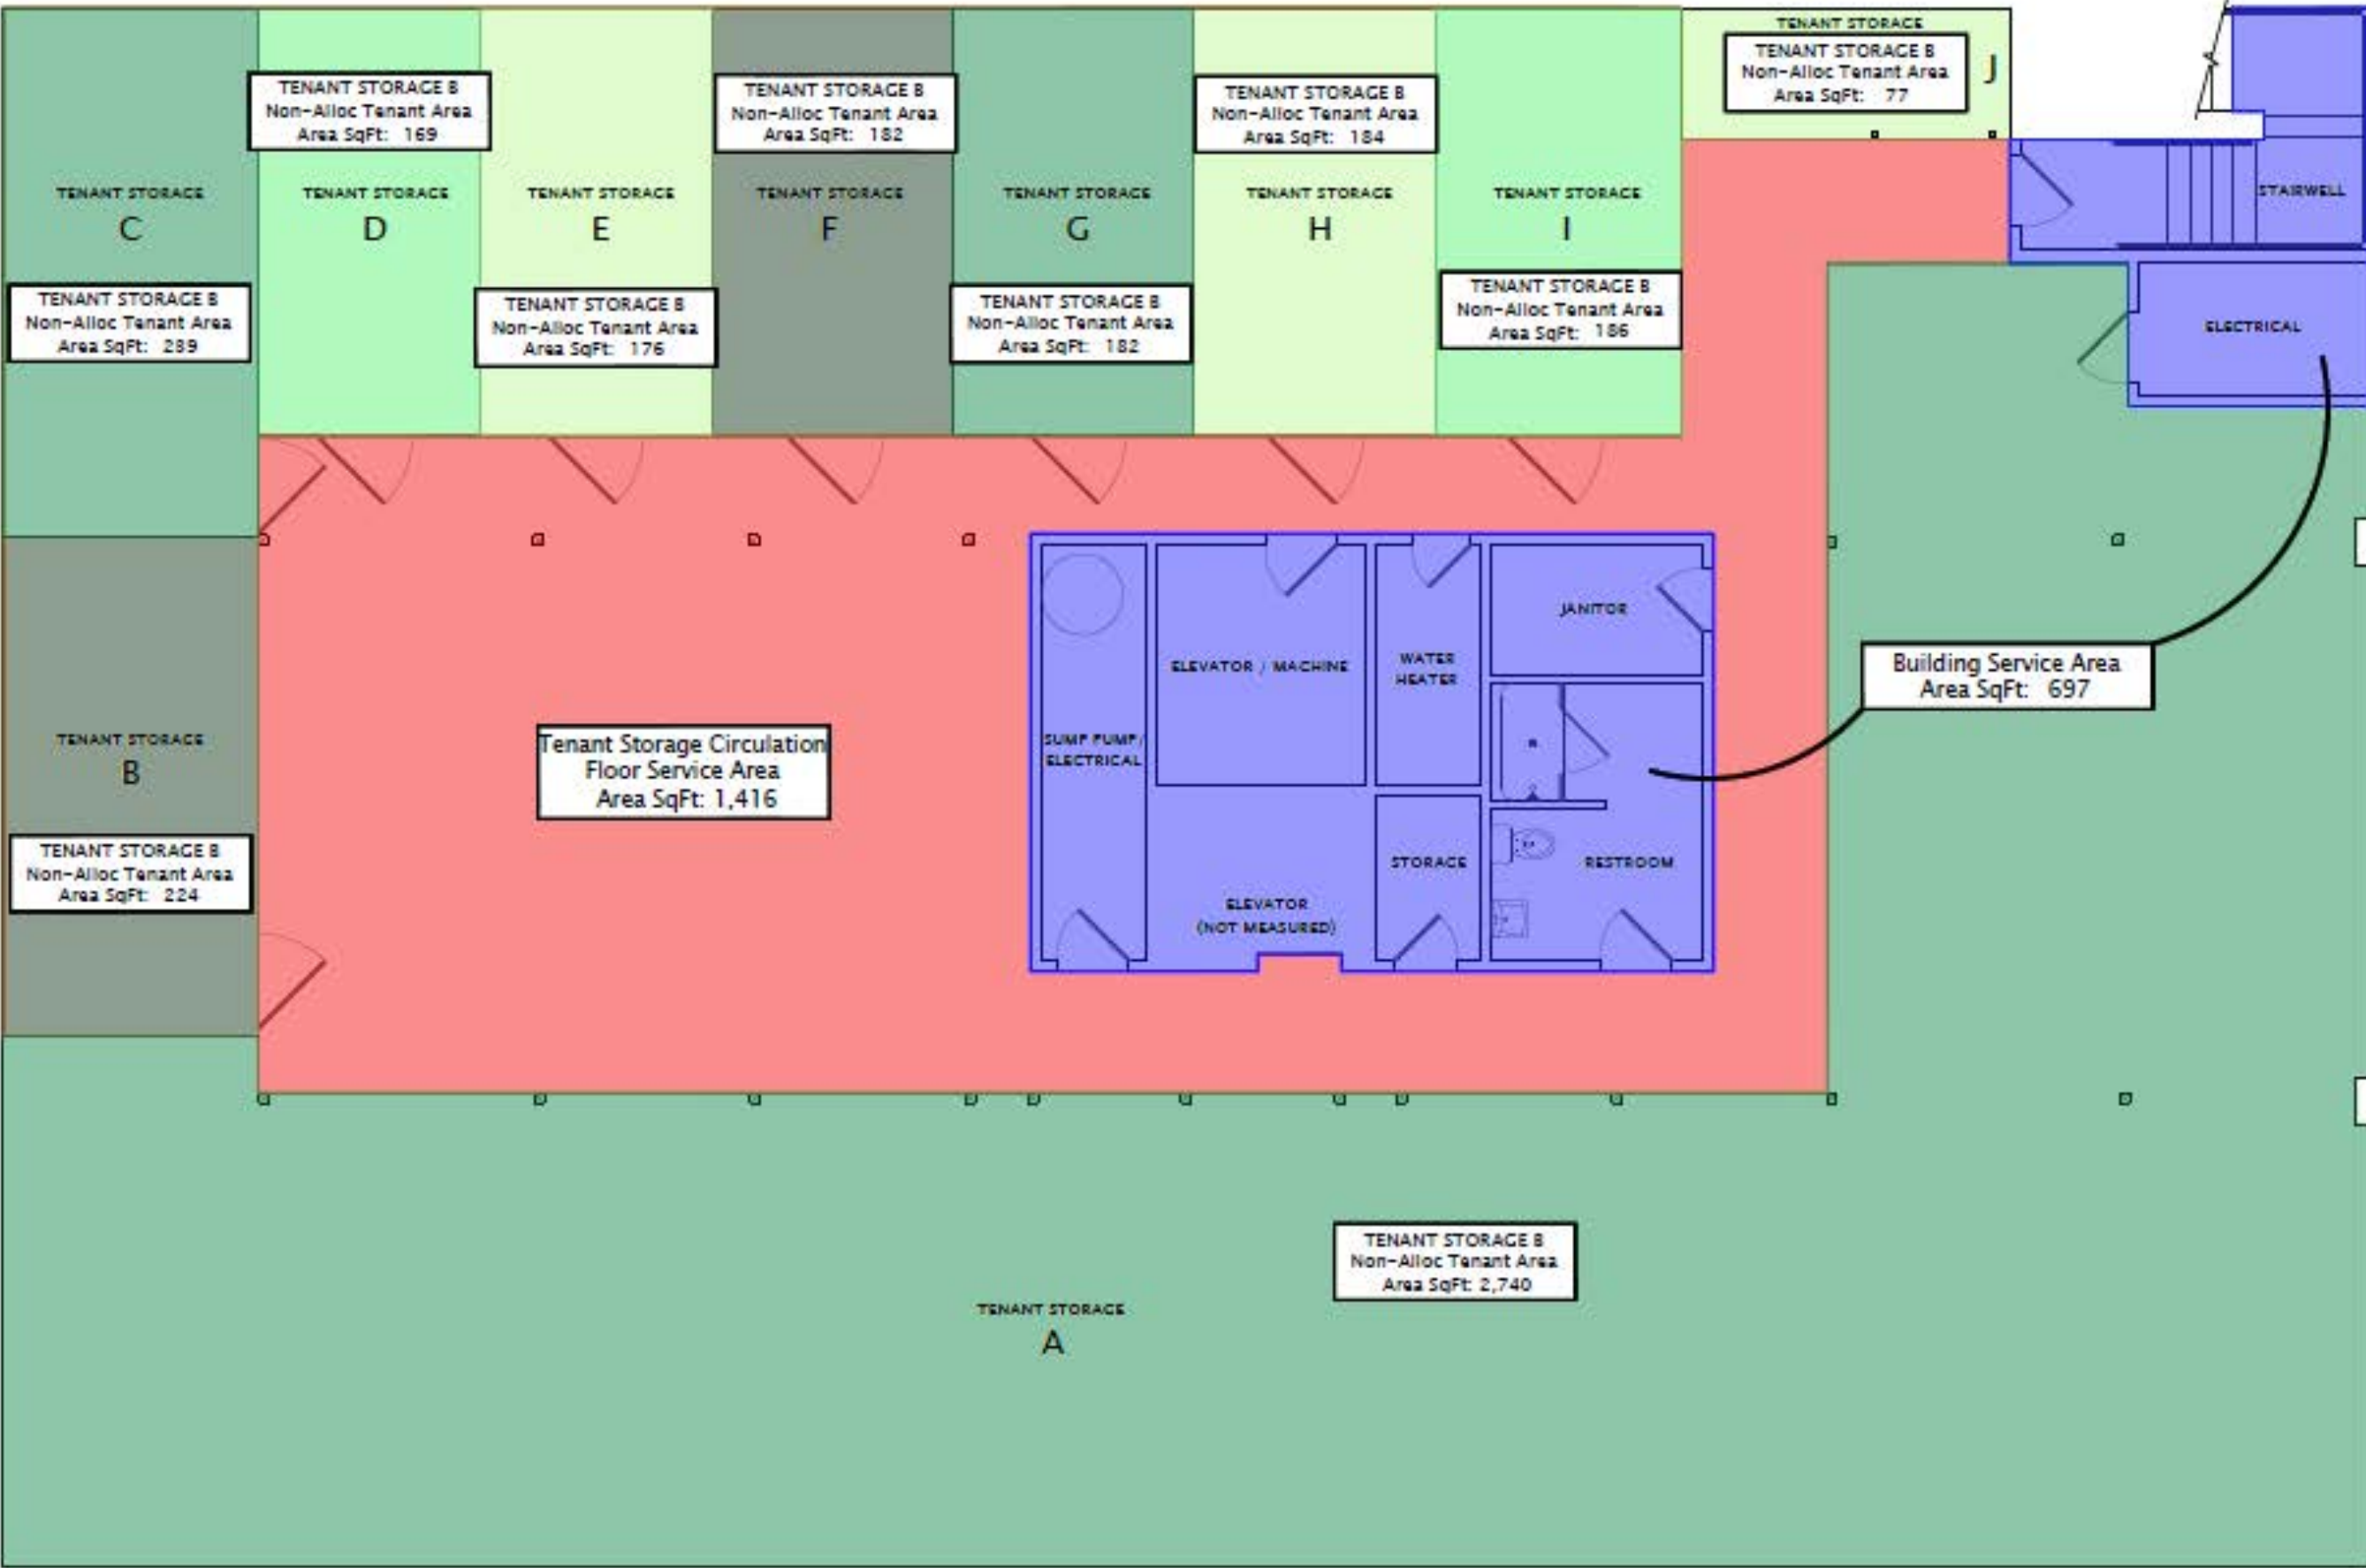 TENANT STORAGE
TENANT STORAGE B
Non-Alloc Tenant Area
Area SqFt: 77
J
TENANT STORAGE B
Non-Alloc Tenant Area
Area SqFt: 169
TENANT STORAGE B
Non-Alloc Tenant Area
Area SqFt: 182
TENANT STORAGE B
Non-Alloc Tenant Area
Area SqFt: 184
TENANT STORAGE
C
TENANT STORAGE
D
TENANT STORAGE
E
TENANT STORAGE
F
TENANT STORAGE
G
TENANT STORAGE
H
TENANT STORAGE
I
STAIRWELL
TENANT STORAGE B
Non-Alloc Tenant Area
Area SqFt: 289
TENANT STORAGE B
Non-Alloc Tenant Area
Area SqFt: 176
TENANT STORAGE B
Non-Alloc Tenant Area
Area SqFt: 182
TENANT STORAGE B
Non-Alloc Tenant Area
Area SqFt: 186
ELECTRICAL
JANITOR
ELEVATOR / MACHINE
WATER
HEATER
Building Service Area
Area SqFt: 697
SUMP PUMP/
ELECTRICAL
TENANT STORAGE
B
Tenant Storage Circulation
Floor Service Area
Area SqFt: 1,416
TENANT STORAGE B
Non-Alloc Tenant Area
Area SqFt: 224
STORAGE
RESTROOM
ELEVATOR
(NOT MEASURED)
TENANT STORAGE B
Non-Alloc Tenant Area
Area SqFt: 2,740
TENANT STORAGE
A